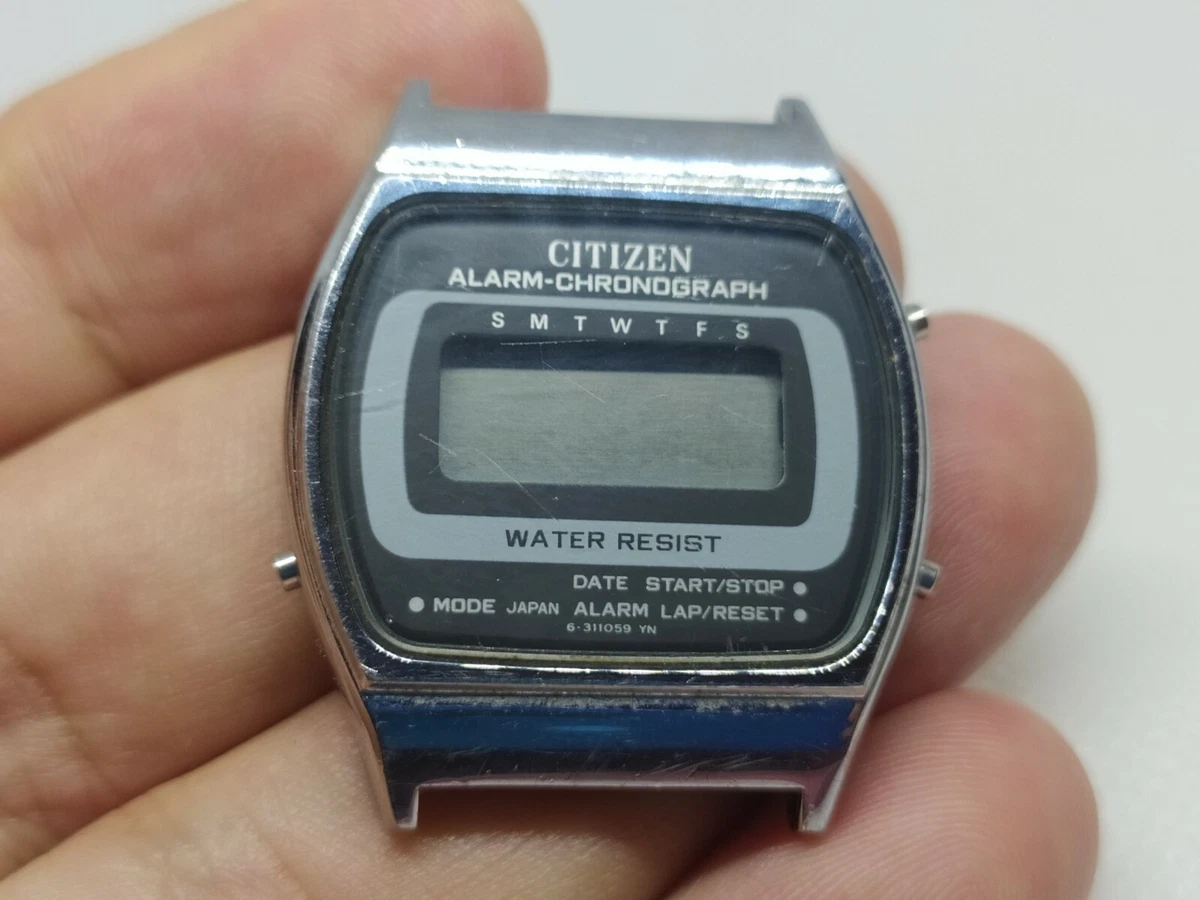 CITIZEN
ALARM-CHRONOGRAPH
S M T W T F S
WATER RESIST
DATE START/STOP
MODE JAPAN ALARM LAP/RESET
6-311059 YN